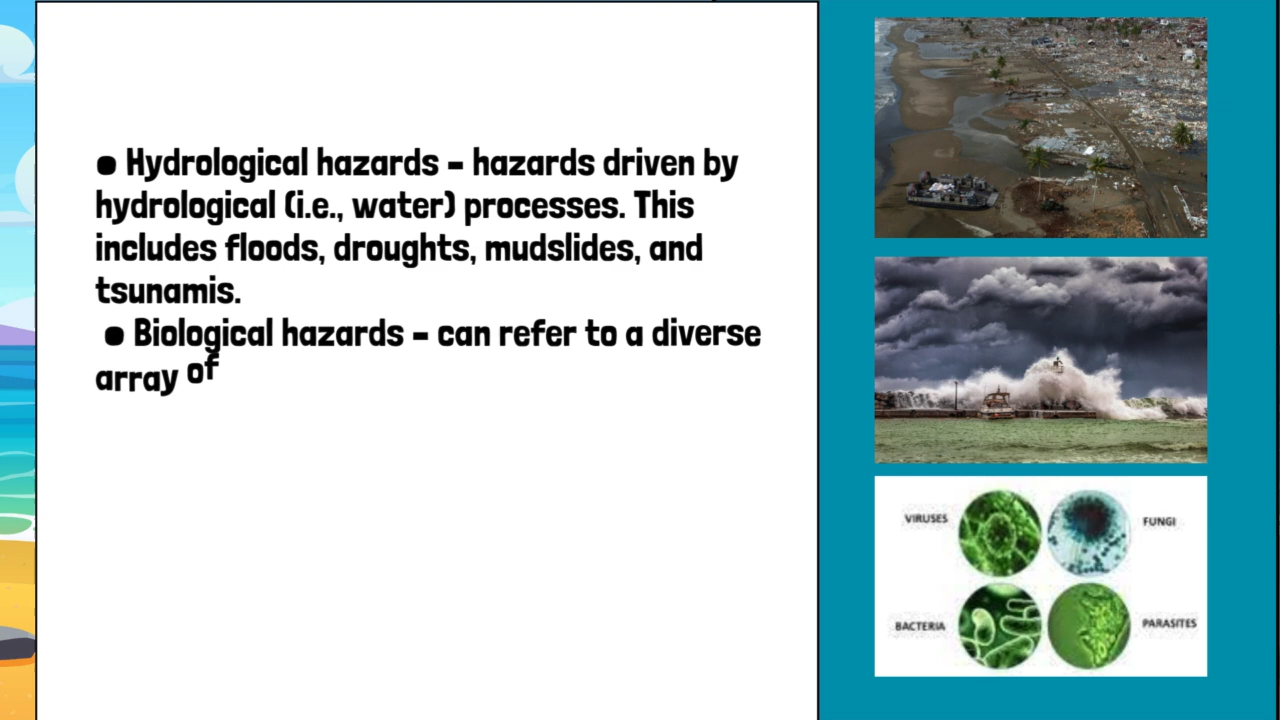 ● Hydrological hazards – hazards driven by
hydrological (i.e., water) processes. This
includes floods, droughts, mudslides, and
tsunamis.
● Biological hazards – can refer to a diverse
array of
VIRUSES
FUNGI
BACTERIA
PARASITES